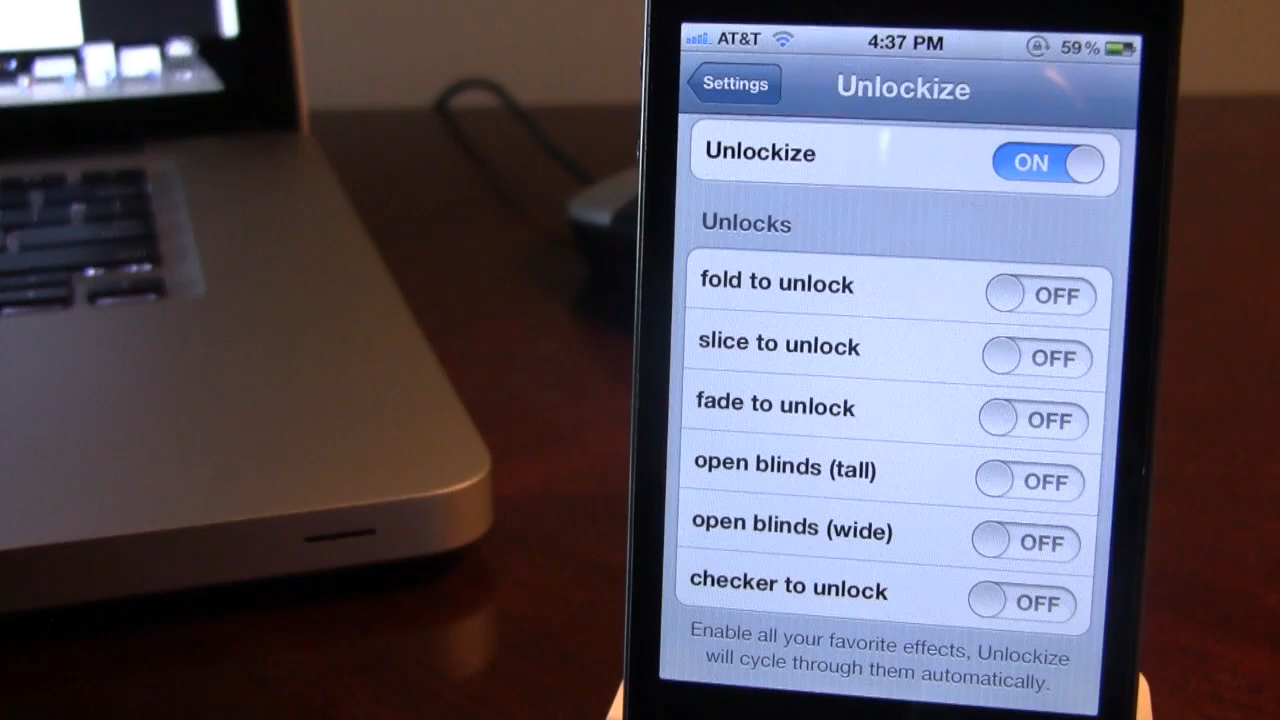 AT&T 4:37 PM 59%
Settings Unlockize
Unlockize ON
Unlocks
fold to unlock OFF
slice to unlock OFF
fade to unlock OFF
open blinds (tall) OFF
open blinds (wide) OFF
checker to unlock OFF
Enable all your favorite effects, Unlockize
will cycle through them automatically.